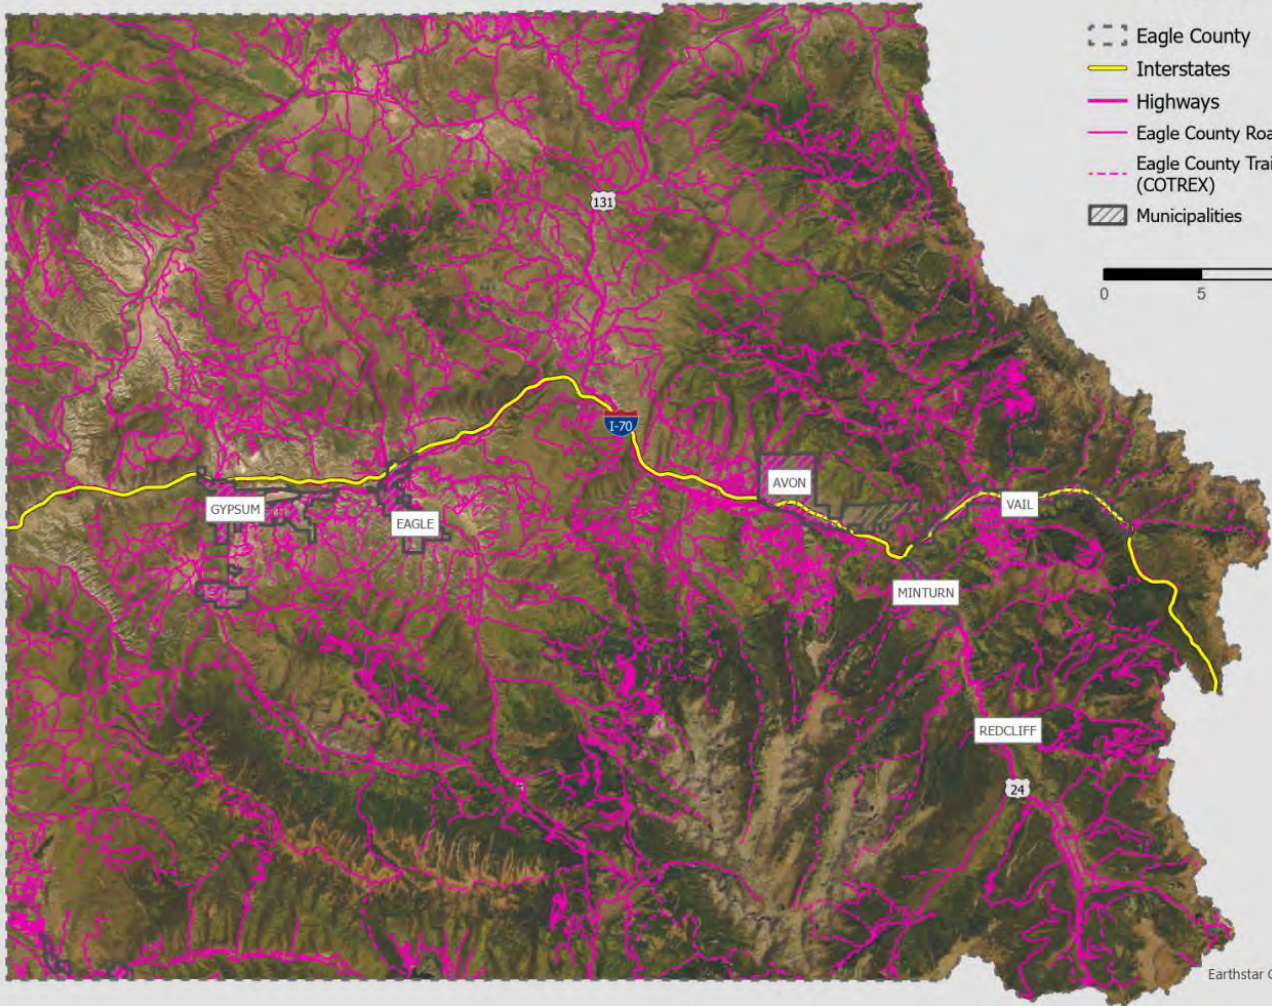 Eagle County
Interstates
Highways
Eagle County Roa
Eagle County Trai
(COTREX)
Municipalities
0 5
131
I-70
AVON
GYPSUM
EAGLE
VAIL
MINTURN
REDCLIFF
24
Earthstar G